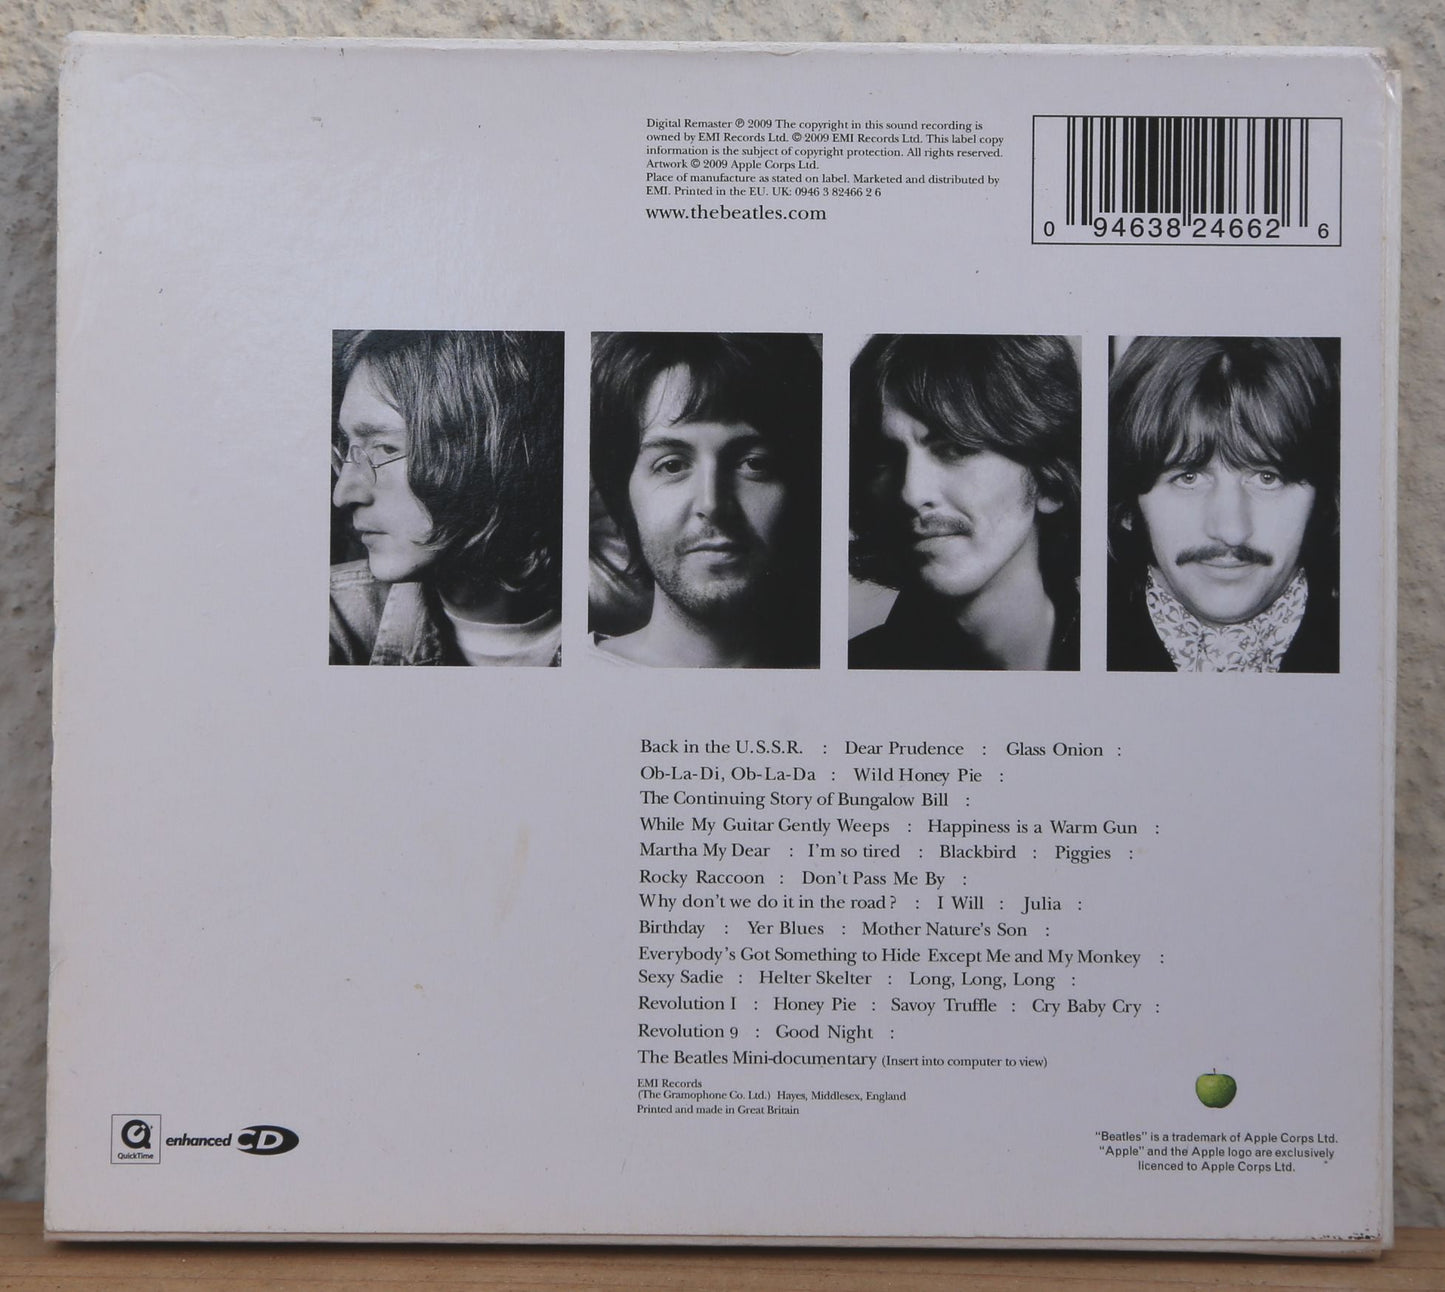 Digital Remaster ℗ 2009 The copyright in this sound recording is
owned by EMI Records Ltd. © 2009 EMI Records Ltd. This label copy
information is the subject of copyright protection. All rights reserved.
Artwork © 2009 Apple Corps Ltd.
Place of manufacture as stated on label. Marketed and distributed by
EMI. Printed in the EU. UK: 0946 3 82466 2 6
www.thebeatles.com
0 94638 24662 6
Back in the U.S.S.R. : Dear Prudence : Glass Onion :
Ob-La-Di, Ob-La-Da : Wild Honey Pie :
The Continuing Story of Bungalow Bill :
While My Guitar Gently Weeps : Happiness is a Warm Gun :
Martha My Dear : I'm so tired : Blackbird : Piggies :
Rocky Raccoon : Don't Pass Me By :
Why don't we do it in the road? : I Will : Julia :
Birthday : Yer Blues : Mother Nature's Son :
Everybody's Got Something to Hide Except Me and My Monkey :
Sexy Sadie : Helter Skelter : Long, Long, Long :
Revolution I : Honey Pie : Savoy Truffle : Cry Baby Cry :
Revolution 9 : Good Night :
The Beatles Mini-documentary (Insert into computer to view)
EMI Records
(The Gramophone Co. Ltd.) Hayes, Middlesex, England
Printed and made in Great Britain
QuickTime
enhanced CD
"Beatles" is a trademark of Apple Corps Ltd.
"Apple" and the Apple logo are exclusively
licenced to Apple Corps Ltd.